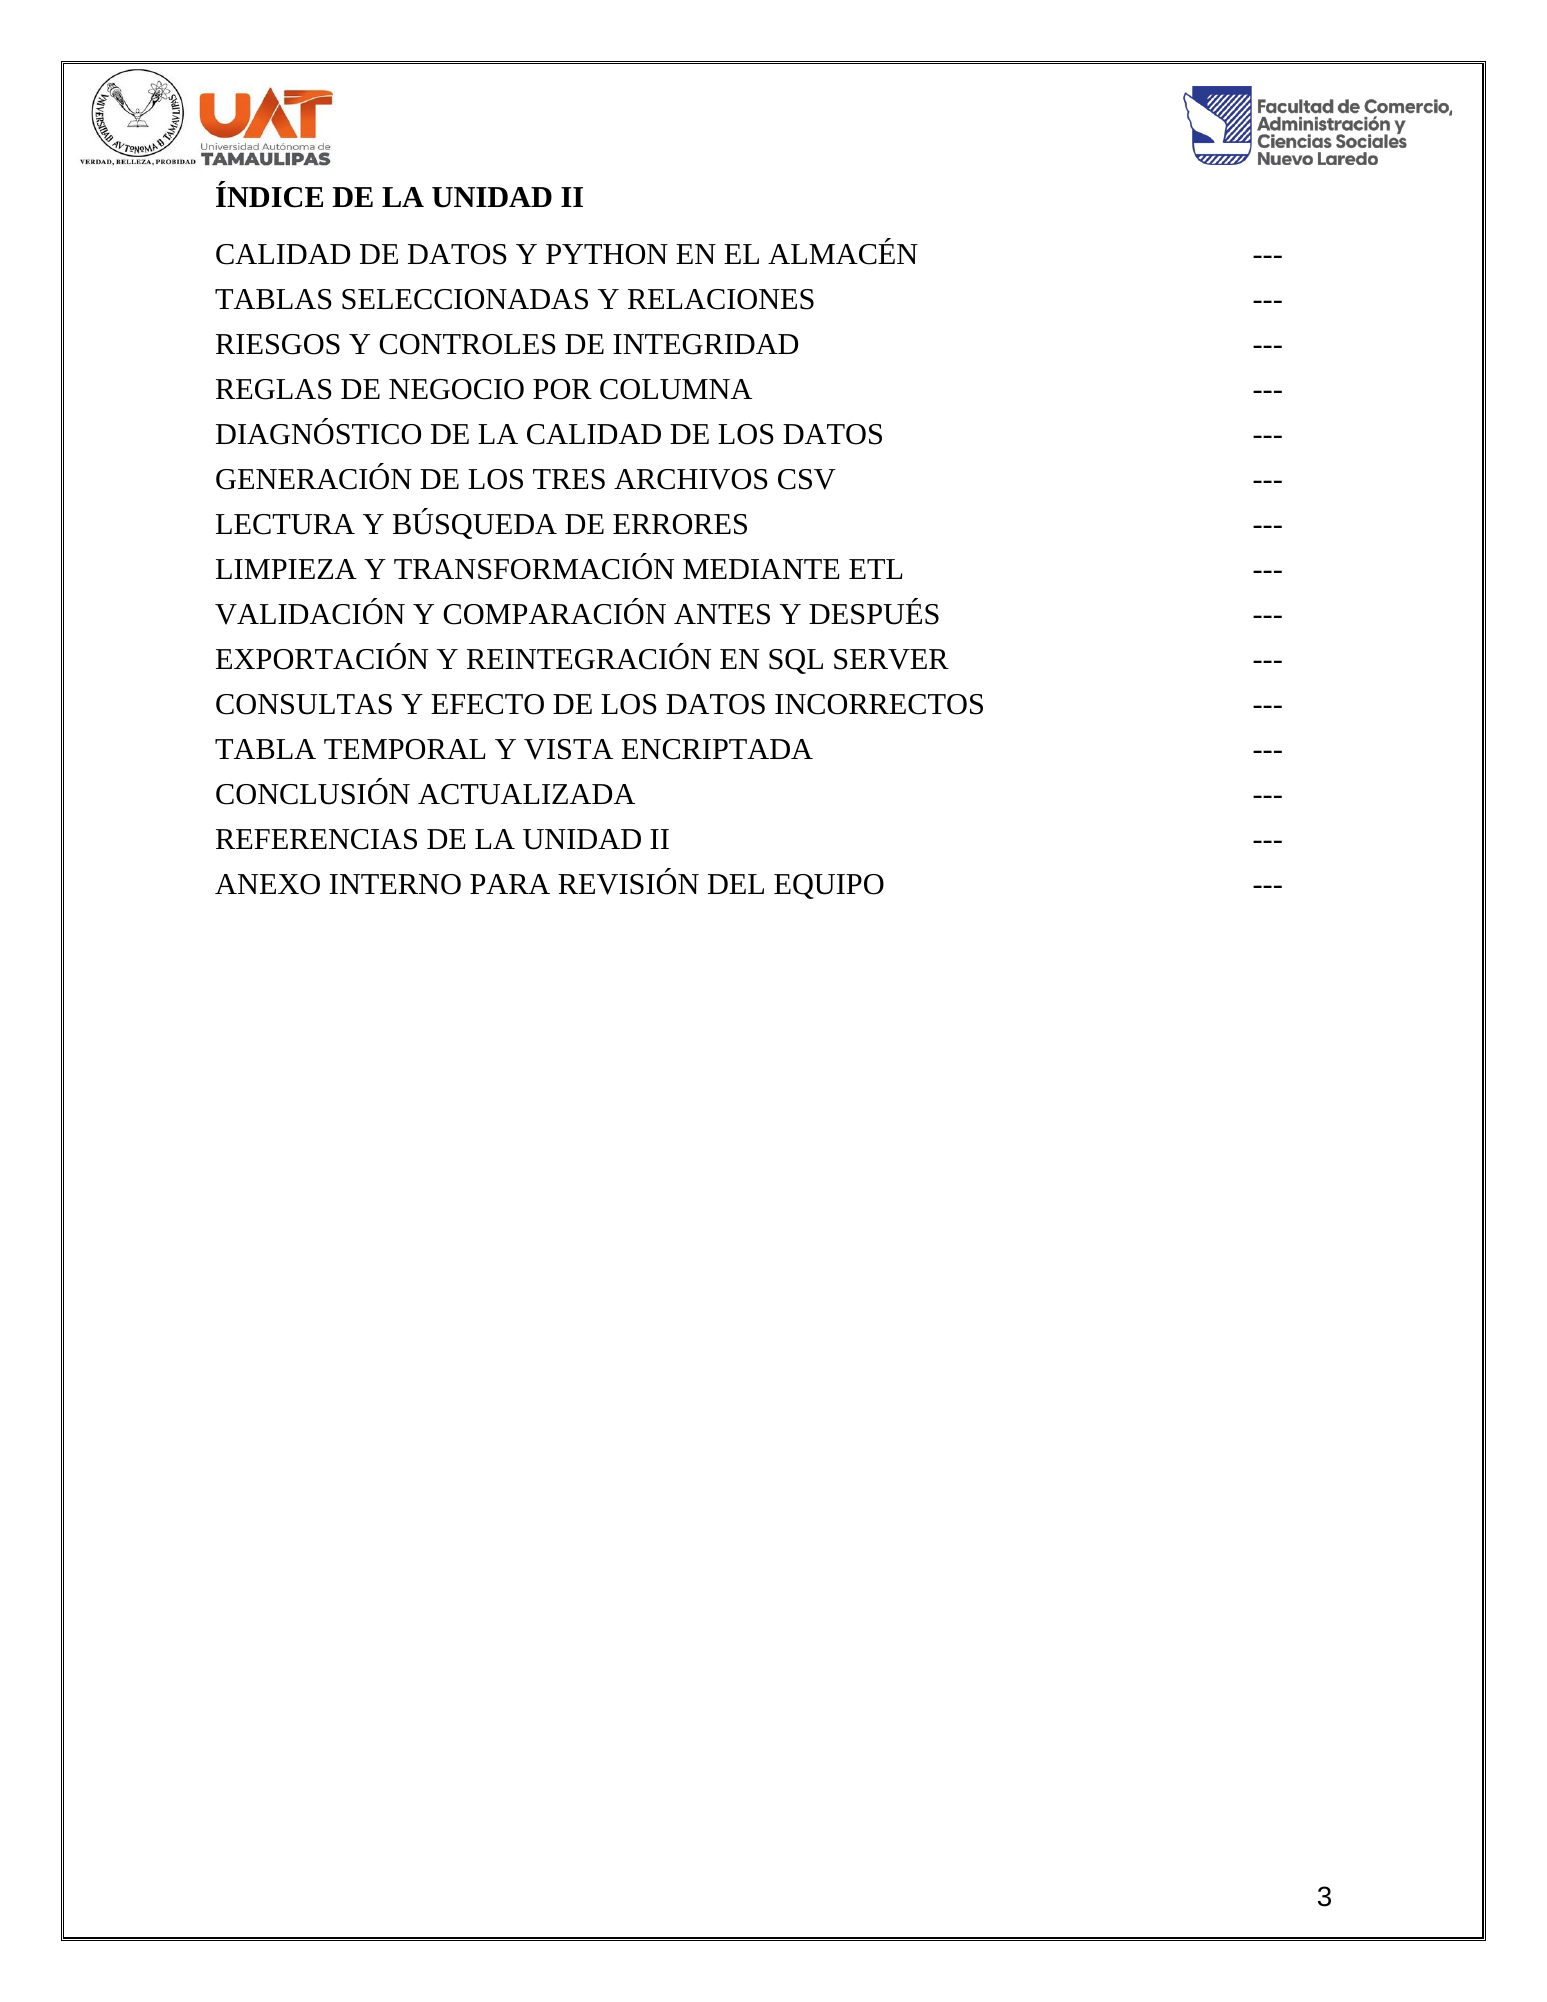 UNIVERSIDAD AVTONOMA D TAMAVLIPAS
VERDAD, BELLEZA, PROBIDAD
UAT
Universidad Autónoma de
TAMAULIPAS
Facultad de Comercio,
Administración y
Ciencias Sociales
Nuevo Laredo
ÍNDICE DE LA UNIDAD II
CALIDAD DE DATOS Y PYTHON EN EL ALMACÉN ---
TABLAS SELECCIONADAS Y RELACIONES ---
RIESGOS Y CONTROLES DE INTEGRIDAD ---
REGLAS DE NEGOCIO POR COLUMNA ---
DIAGNÓSTICO DE LA CALIDAD DE LOS DATOS ---
GENERACIÓN DE LOS TRES ARCHIVOS CSV ---
LECTURA Y BÚSQUEDA DE ERRORES ---
LIMPIEZA Y TRANSFORMACIÓN MEDIANTE ETL ---
VALIDACIÓN Y COMPARACIÓN ANTES Y DESPUÉS ---
EXPORTACIÓN Y REINTEGRACIÓN EN SQL SERVER ---
CONSULTAS Y EFECTO DE LOS DATOS INCORRECTOS ---
TABLA TEMPORAL Y VISTA ENCRIPTADA ---
CONCLUSIÓN ACTUALIZADA ---
REFERENCIAS DE LA UNIDAD II ---
ANEXO INTERNO PARA REVISIÓN DEL EQUIPO ---
3